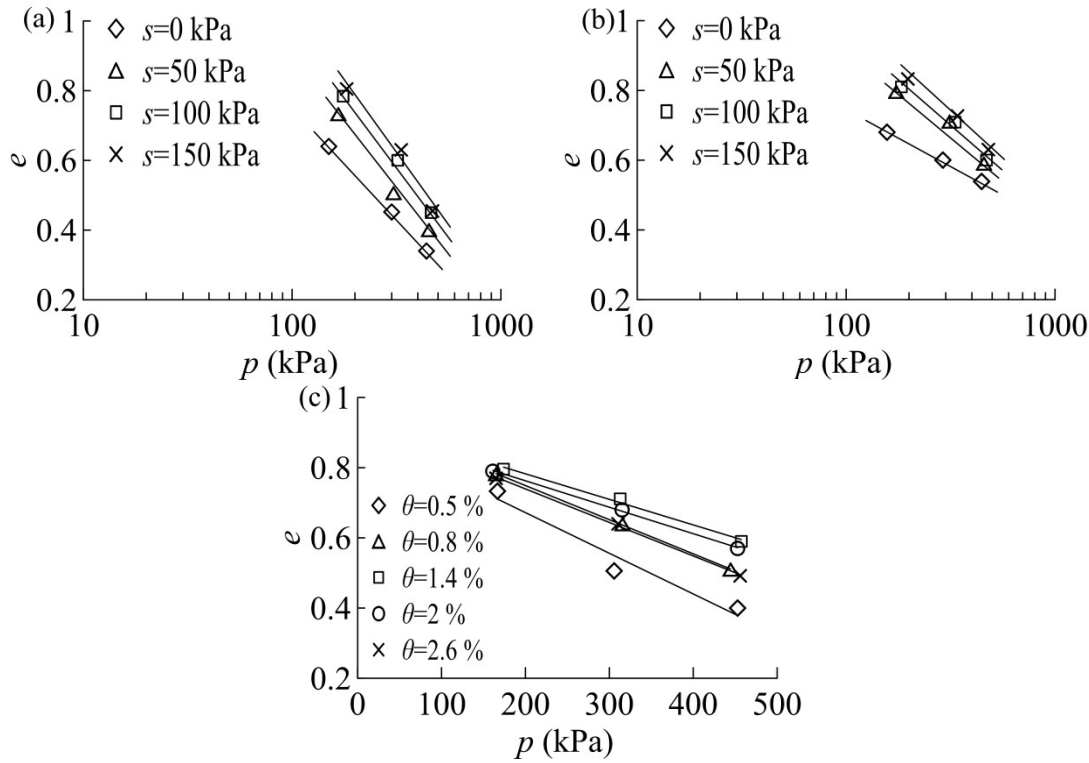 (a) 1
s=0 kPa
s=50 kPa
s=100 kPa
s=150 kPa
0.8
0.6
0.4
0.2
e
10 100 1000
p (kPa)
(b) 1
s=0 kPa
s=50 kPa
s=100 kPa
s=150 kPa
0.8
0.6
0.4
0.2
e
10 100 1000
p (kPa)
(c) 1
0.8
0.6
0.4
0.2
e
θ=0.5 %
θ=0.8 %
θ=1.4 %
θ=2 %
θ=2.6 %
0 100 200 300 400 500
p (kPa)